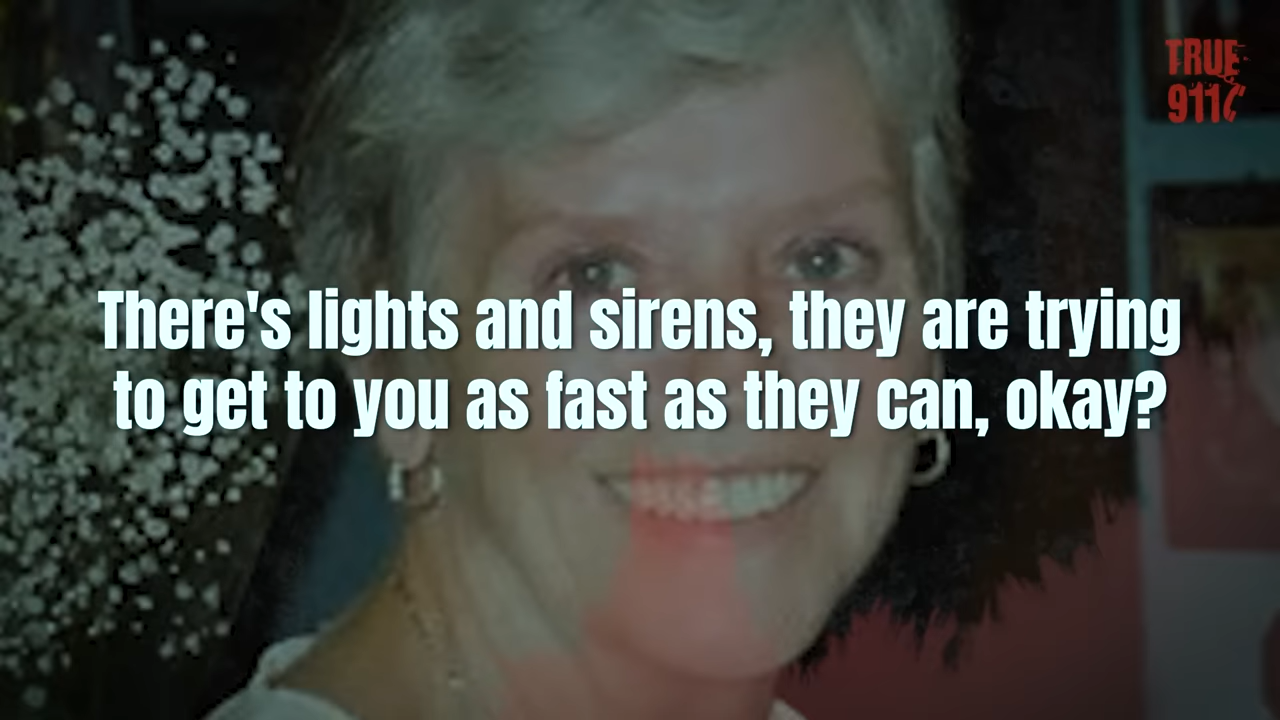 TRUE
911
There's lights and sirens, they are trying
to get to you as fast as they can, okay?